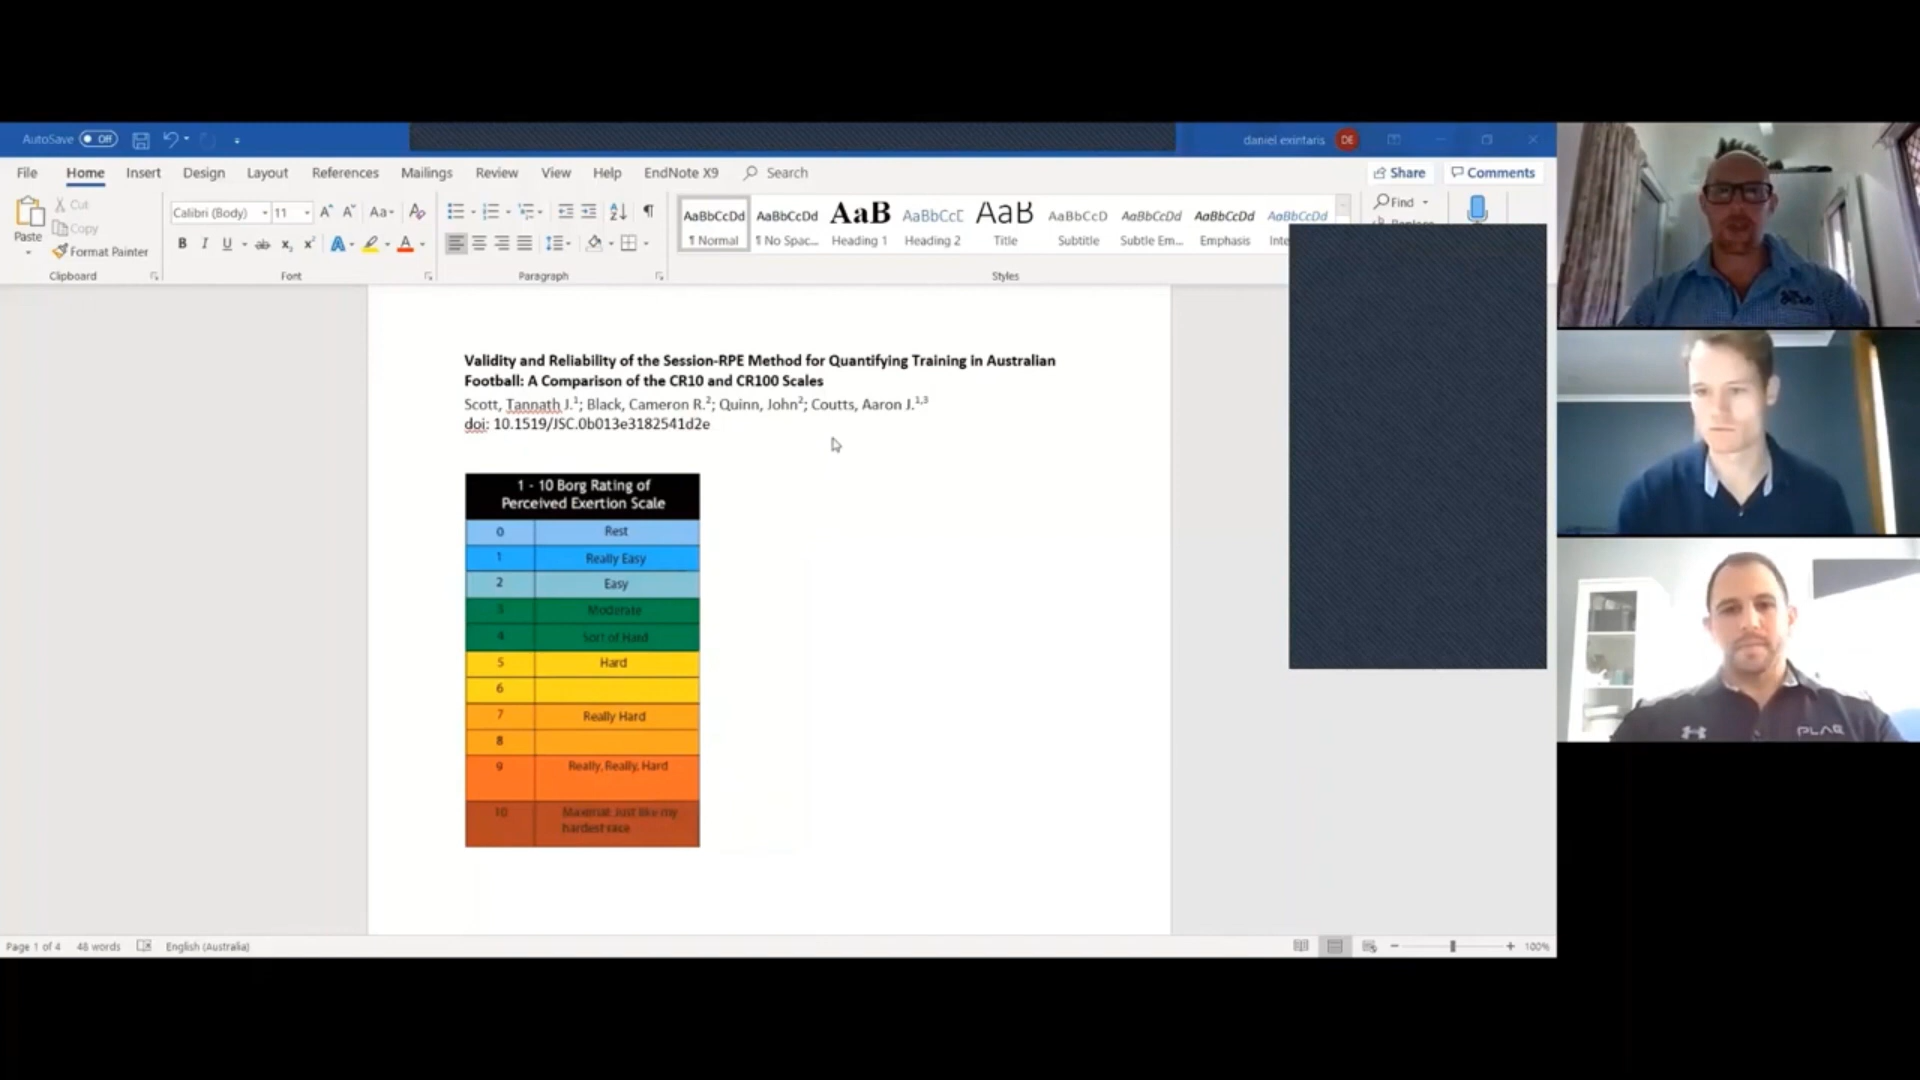 AutoSave Off
daniel exintaris DE
File Home Insert Design Layout References Mailings Review View Help EndNote X9 Search
Share Comments
Paste
Cut
Copy
Format Painter
Clipboard
Calibri (Body) 11
Font
Paragraph
AaBbCcDd AaBbCcDd AaB AaBbCcC AaB AaBbCcD AaBbCcDd AaBbCcDd AaBbCcDd
¶ Normal ¶ No Spac... Heading 1 Heading 2 Title Subtitle Subtle Em... Emphasis
Styles
Find
Validity and Reliability of the Session-RPE Method for Quantifying Training in Australian
Football: A Comparison of the CR10 and CR100 Scales
Scott, Tannath J.¹; Black, Cameron R.²; Quinn, John²; Coutts, Aaron J.¹,³
doi: 10.1519/JSC.0b013e3182541d2e
1 - 10 Borg Rating of
Perceived Exertion Scale
0 Rest
1 Really Easy
2 Easy
3 Moderate
4 Sort of Hard
5 Hard
6
7 Really Hard
8
9 Really, Really, Hard
10 Maximal: Just like my
hardest race
Page 1 of 4 48 words English (Australia)
100%